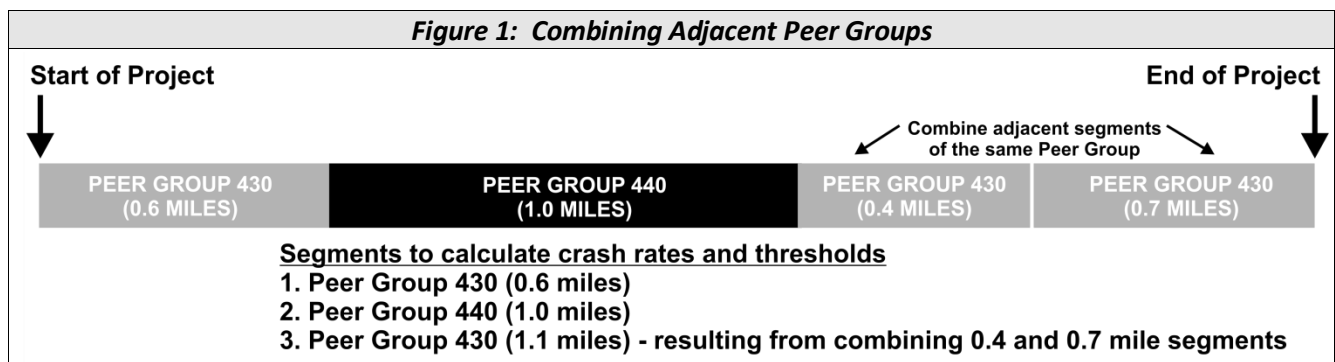 Figure 1: Combining Adjacent Peer Groups
Start of Project
End of Project
Combine adjacent segments
of the same Peer Group
PEER GROUP 430
(0.6 MILES)
PEER GROUP 440
(1.0 MILES)
PEER GROUP 430
(0.4 MILES)
PEER GROUP 430
(0.7 MILES)
Segments to calculate crash rates and thresholds
1. Peer Group 430 (0.6 miles)
2. Peer Group 440 (1.0 miles)
3. Peer Group 430 (1.1 miles) - resulting from combining 0.4 and 0.7 mile segments